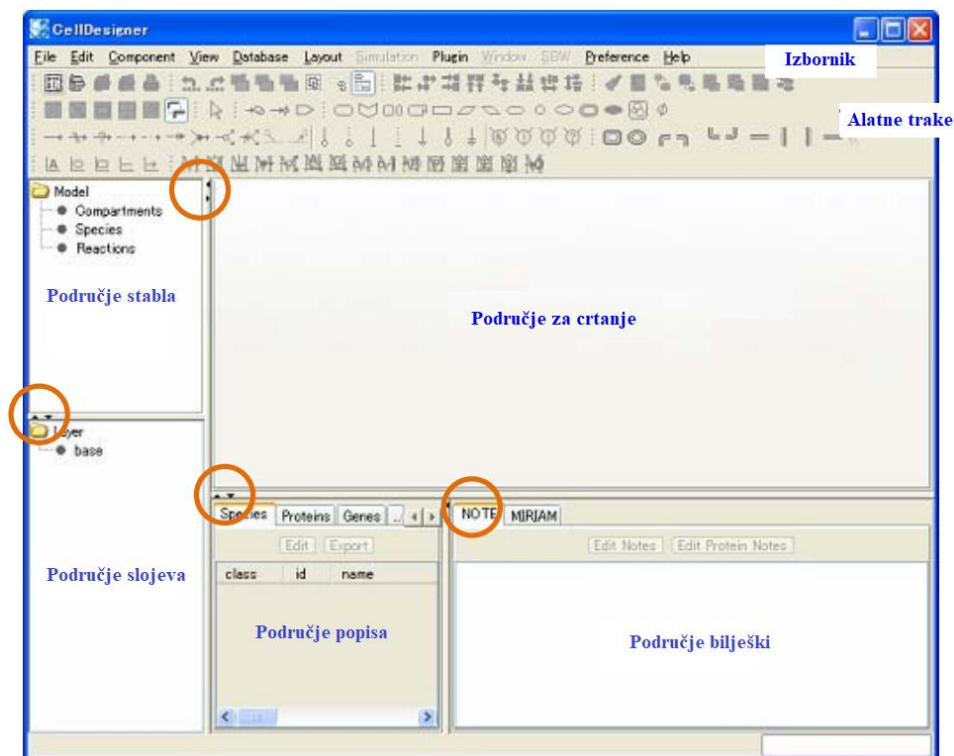 CellDesigner
File Edit Component View Database Layout Simulation Plugin Window SBW Preference Help
Izbornik
Alatne trake
Model
Compartments
Species
Reactions
Područje stabla
Područje za crtanje
Layer
base
Područje slojeva
Species Proteins Genes ...
Edit Export
class id name
Područje popisa
NOTE MIRIAM
Edit Notes Edit Protein Notes
Područje bilješki